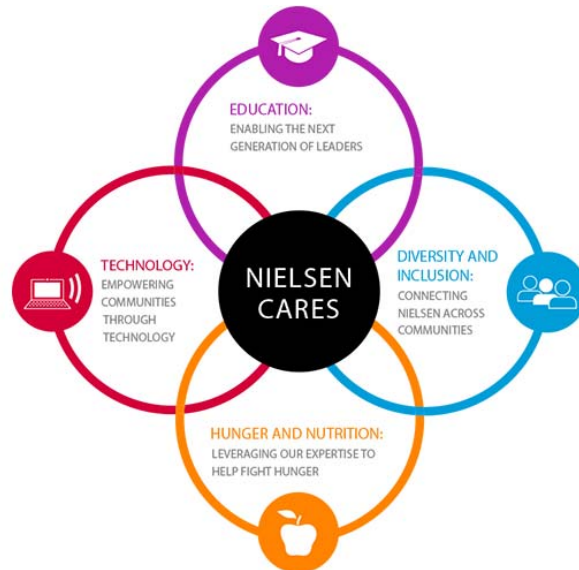 EDUCATION:
ENABLING THE NEXT
GENERATION OF LEADERS
TECHNOLOGY:
EMPOWERING
COMMUNITIES
THROUGH
TECHNOLOGY
NIELSEN
CARES
DIVERSITY AND
INCLUSION:
CONNECTING
NIELSEN ACROSS
COMMUNITIES
HUNGER AND NUTRITION:
LEVERAGING OUR EXPERTISE TO
HELP FIGHT HUNGER